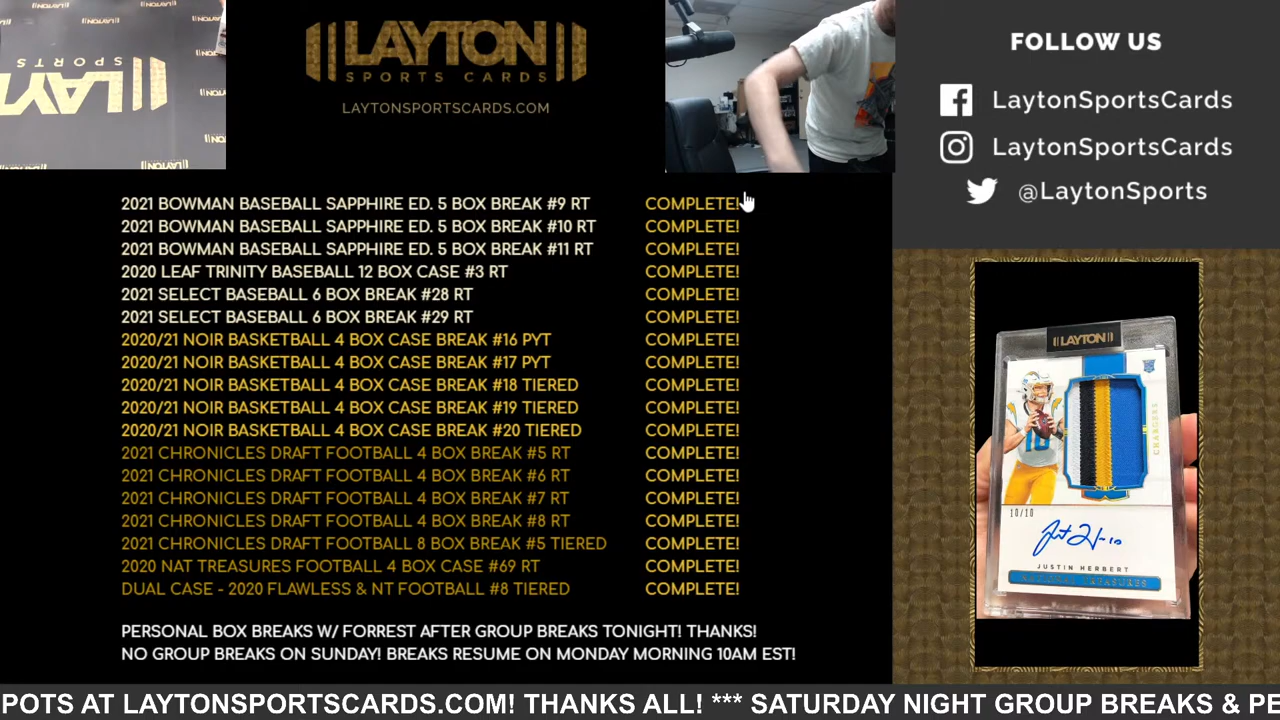 LAYTON
SPORTS CARDS
LAYTONSPORTSCARDS.COM
FOLLOW US
LaytonSportsCards
LaytonSportsCards
@LaytonSports
2021 BOWMAN BASEBALL SAPPHIRE ED. 5 BOX BREAK #9 RT COMPLETE!
2021 BOWMAN BASEBALL SAPPHIRE ED. 5 BOX BREAK #10 RT COMPLETE!
2021 BOWMAN BASEBALL SAPPHIRE ED. 5 BOX BREAK #11 RT COMPLETE!
2020 LEAF TRINITY BASEBALL 12 BOX CASE #3 RT COMPLETE!
2021 SELECT BASEBALL 6 BOX BREAK #28 RT COMPLETE!
2021 SELECT BASEBALL 6 BOX BREAK #29 RT COMPLETE!
2020/21 NOIR BASKETBALL 4 BOX CASE BREAK #16 PYT COMPLETE!
2020/21 NOIR BASKETBALL 4 BOX CASE BREAK #17 PYT COMPLETE!
2020/21 NOIR BASKETBALL 4 BOX CASE BREAK #18 TIERED COMPLETE!
2020/21 NOIR BASKETBALL 4 BOX CASE BREAK #19 TIERED COMPLETE!
2020/21 NOIR BASKETBALL 4 BOX CASE BREAK #20 TIERED COMPLETE!
2021 CHRONICLES DRAFT FOOTBALL 4 BOX BREAK #5 RT COMPLETE!
2021 CHRONICLES DRAFT FOOTBALL 4 BOX BREAK #6 RT COMPLETE!
2021 CHRONICLES DRAFT FOOTBALL 4 BOX BREAK #7 RT COMPLETE!
2021 CHRONICLES DRAFT FOOTBALL 4 BOX BREAK #8 RT COMPLETE!
2021 CHRONICLES DRAFT FOOTBALL 8 BOX BREAK #5 TIERED COMPLETE!
2020 NAT TREASURES FOOTBALL 4 BOX CASE #69 RT COMPLETE!
DUAL CASE - 2020 FLAWLESS & NT FOOTBALL #8 TIERED COMPLETE!
PERSONAL BOX BREAKS W/ FORREST AFTER GROUP BREAKS TONIGHT! THANKS!
NO GROUP BREAKS ON SUNDAY! BREAKS RESUME ON MONDAY MORNING 10AM EST!
LAYTON
CHARGERS
10/10
JUSTIN HERBERT
NATIONAL TREASURES
POTS AT LAYTONSPORTSCARDS.COM! THANKS ALL! *** SATURDAY NIGHT GROUP BREAKS & PE